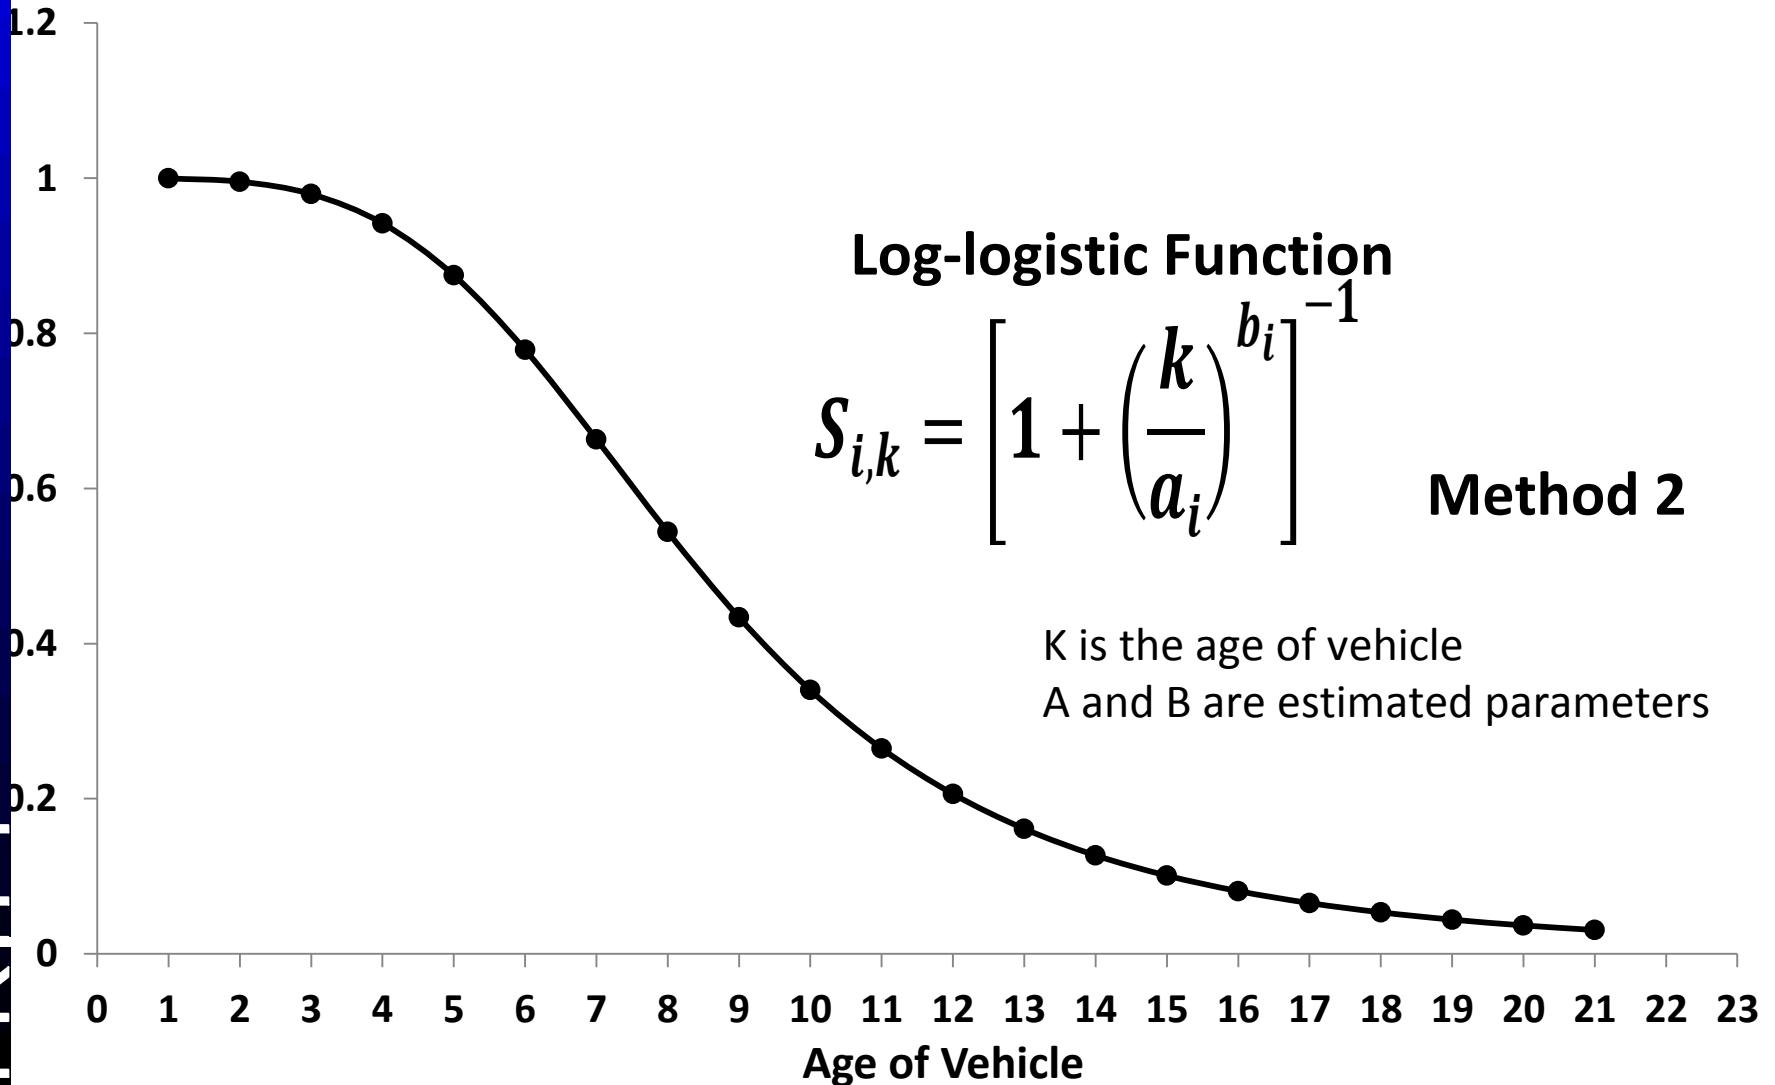 1.2
1
0.8
0.6
0.4
0.2
0
Log-logistic Function
S_{i,k} = [1 + (k/a_i)^{b_i}]^{-1}
Method 2
K is the age of vehicle
A and B are estimated parameters
0 1 2 3 4 5 6 7 8 9 10 11 12 13 14 15 16 17 18 19 20 21 22 23
Age of Vehicle